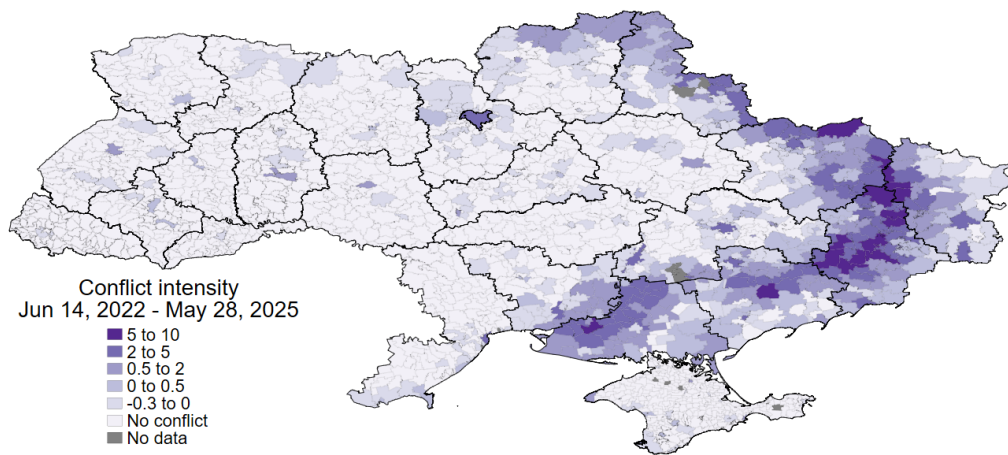 Conflict intensity
Jun 14, 2022 - May 28, 2025
5 to 10
2 to 5
0.5 to 2
0 to 0.5
-0.3 to 0
No conflict
No data